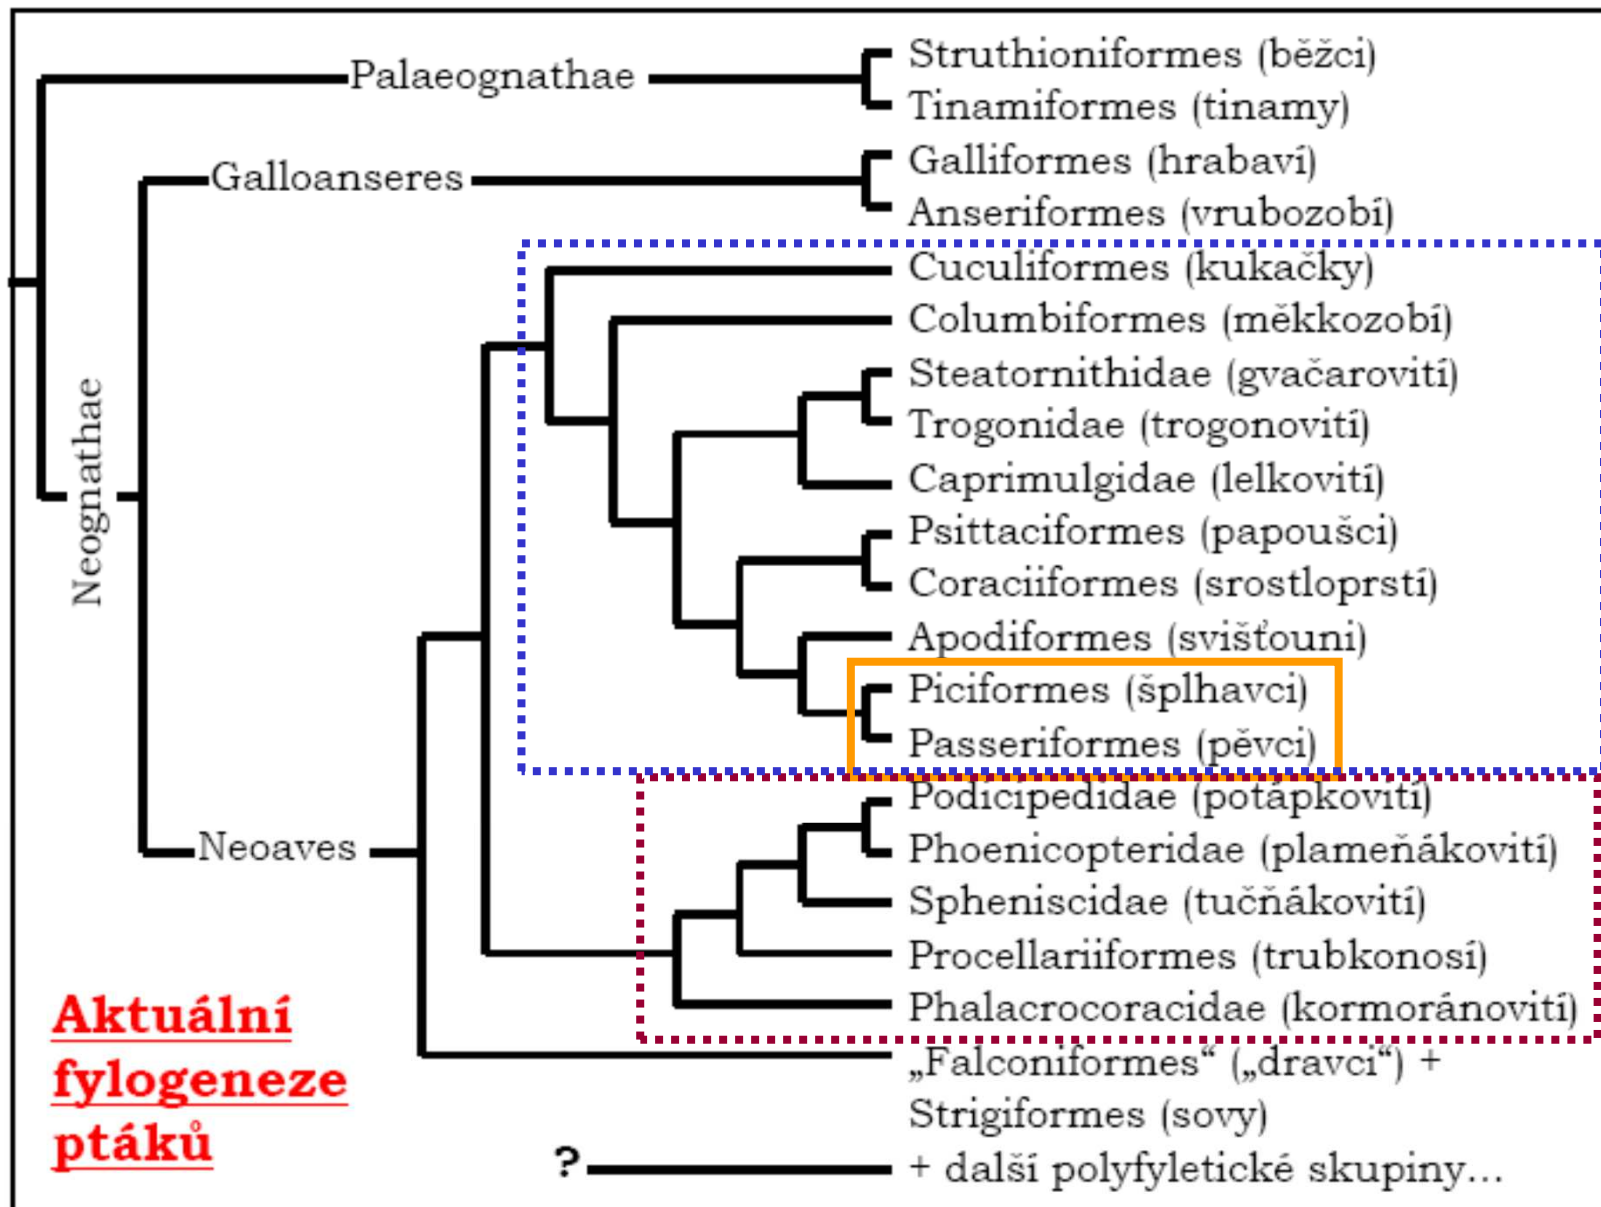 Palaeognathae
Struthioniformes (běžci)
Tinamiformes (tinamy)
Galloanseres
Galliformes (hrabaví)
Anseriformes (vrubozobí)
Neognathae
Cuculiformes (kukačky)
Columbiformes (měkkozobí)
Steatornithidae (gvačarovití)
Trogonidae (trogonovití)
Caprimulgidae (lelkovití)
Psittaciformes (papoušci)
Coraciiformes (srostloprstí)
Apodiformes (svišťouni)
Piciformes (šplhavci)
Passeriformes (pěvci)
Neoaves
Podicipedidae (potápkovití)
Phoenicopteridae (plameňákovití)
Spheniscidae (tučňákovití)
Procellariiformes (trubkonosí)
Phalacrocoracidae (kormoránovití)
„Falconiformes“ („dravci“) +
Strigiformes (sovy)
? + další polyfyletické skupiny...
Aktuální
fylogeneze
ptáků